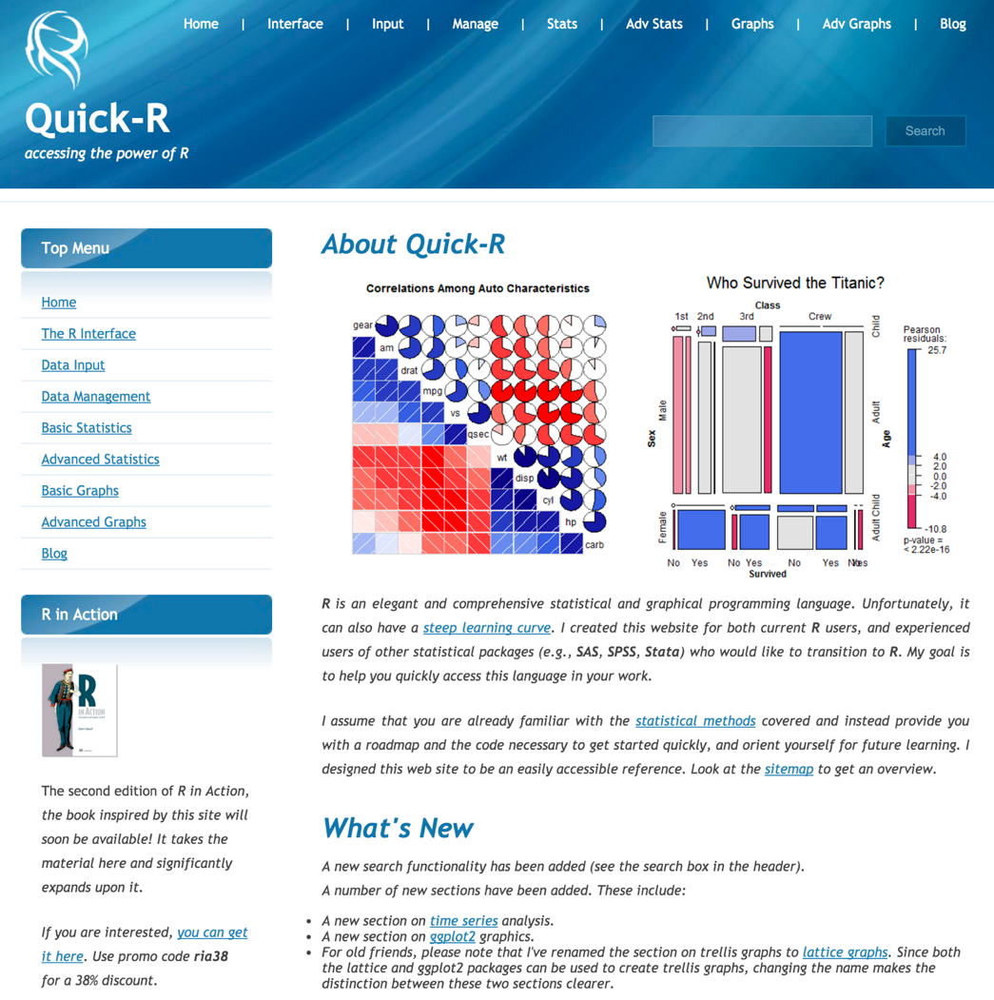 Home | Interface | Input | Manage | Stats | Adv Stats | Graphs | Adv Graphs | Blog
Quick-R
accessing the power of R
Search
Top Menu
Home
The R Interface
Data Input
Data Management
Basic Statistics
Advanced Statistics
Basic Graphs
Advanced Graphs
Blog
R in Action
R
IN ACTION
The second edition of R in Action,
the book inspired by this site will
soon be available! It takes the
material here and significantly
expands upon it.
If you are interested, you can get
it here. Use promo code ria38
for a 38% discount.
About Quick-R
Correlations Among Auto Characteristics
gear
am
drat
mpg
vs
qsec
wt
disp
cyl
hp
carb
Who Survived the Titanic?
Class
1st 2nd 3rd Crew
Sex
Male
Female
Child
Adult
Age
Adult Child
No Yes No Yes No Yes No Yes
Survived
Pearson
residuals:
25.7
4.0
2.0
0.0
-2.0
-4.0
-10.8
p-value =
< 2.22e-16
R is an elegant and comprehensive statistical and graphical programming language. Unfortunately, it
can also have a steep learning curve. I created this website for both current R users, and experienced
users of other statistical packages (e.g., SAS, SPSS, Stata) who would like to transition to R. My goal is
to help you quickly access this language in your work.
I assume that you are already familiar with the statistical methods covered and instead provide you
with a roadmap and the code necessary to get started quickly, and orient yourself for future learning. I
designed this web site to be an easily accessible reference. Look at the sitemap to get an overview.
What's New
A new search functionality has been added (see the search box in the header).
A number of new sections have been added. These include:
• A new section on time series analysis.
• A new section on ggplot2 graphics.
• For old friends, please note that I've renamed the section on trellis graphs to lattice graphs. Since both
the lattice and ggplot2 packages can be used to create trellis graphs, changing the name makes the
distinction between these two sections clearer.